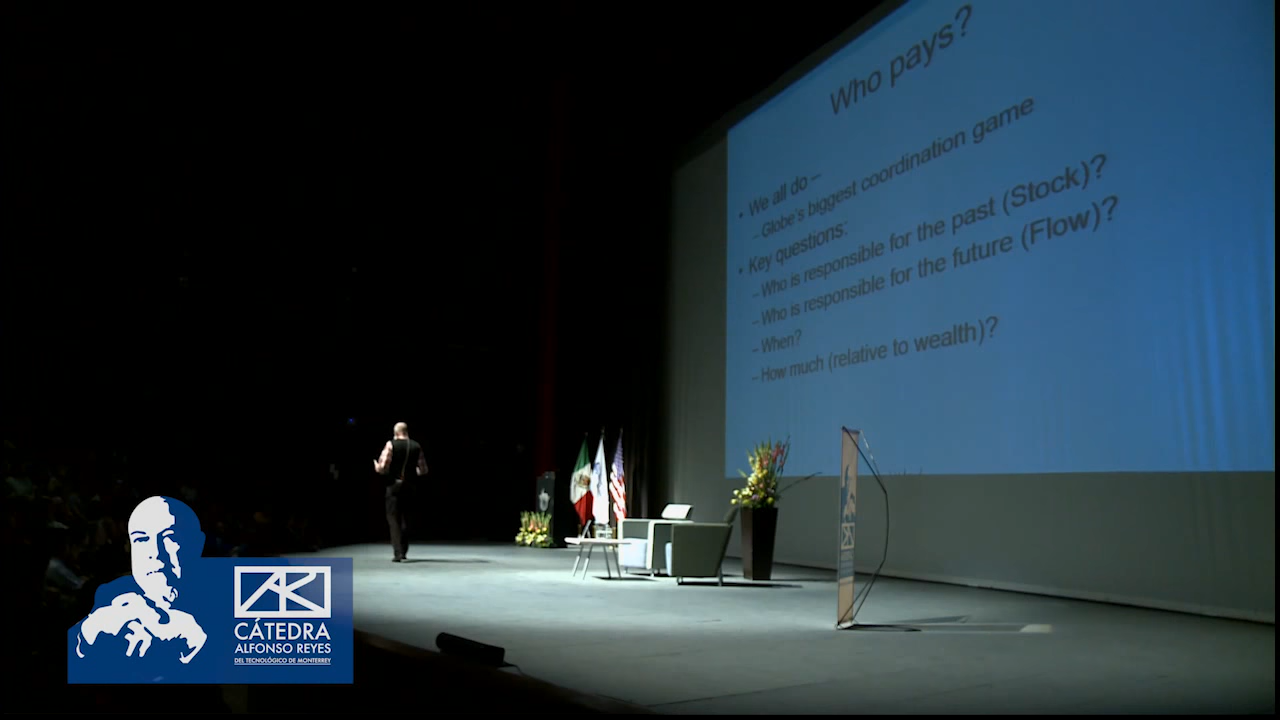 Who pays?
• We all do –
– Globe's biggest coordination game
• Key questions:
– Who is responsible for the past (Stock)?
– Who is responsible for the future (Flow)?
– When?
– How much (relative to wealth)?
AK
CÁTEDRA
ALFONSO REYES
DEL TECNOLÓGICO DE MONTERREY